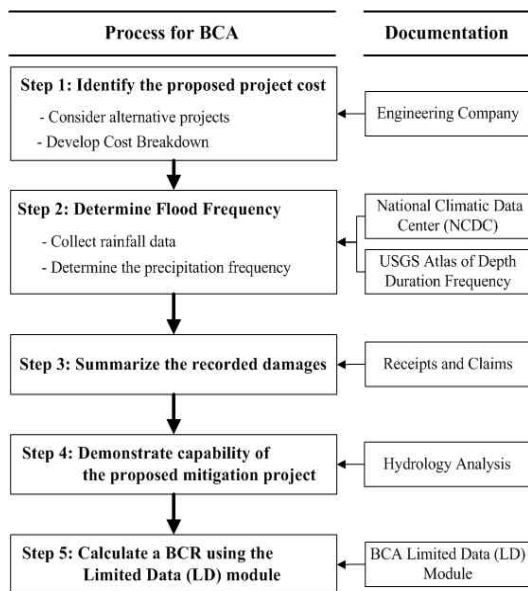 Process for BCA
Documentation
Step 1: Identify the proposed project cost
- Consider alternative projects
- Develop Cost Breakdown
Engineering Company
Step 2: Determine Flood Frequency
- Collect rainfall data
- Determine the precipitation frequency
National Climatic Data
Center (NCDC)
USGS Atlas of Depth
Duration Frequency
Step 3: Summarize the recorded damages
Receipts and Claims
Step 4: Demonstrate capability of
the proposed mitigation project
Hydrology Analysis
Step 5: Calculate a BCR using the
Limited Data (LD) module
BCA Limited Data (LD)
Module